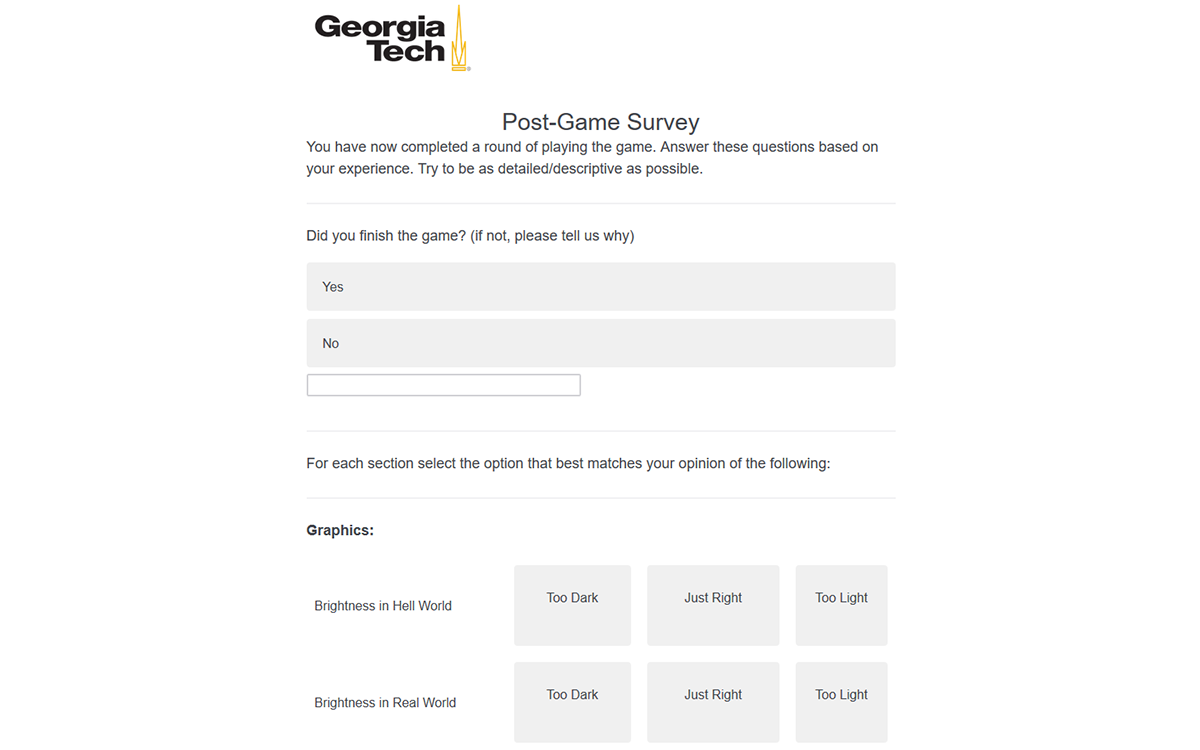 Georgia
Tech
Post-Game Survey
You have now completed a round of playing the game. Answer these questions based on
your experience. Try to be as detailed/descriptive as possible.
Did you finish the game? (if not, please tell us why)
Yes
No
For each section select the option that best matches your opinion of the following:
Graphics:
Brightness in Hell World Too Dark Just Right Too Light
Brightness in Real World Too Dark Just Right Too Light